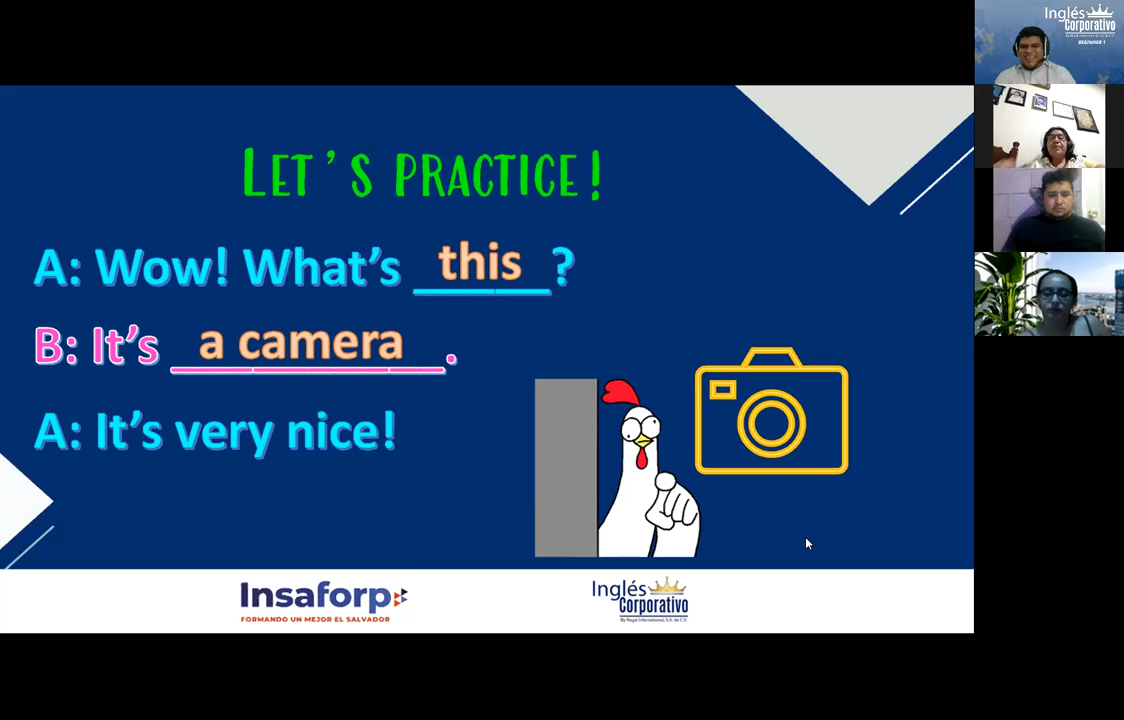 LET'S PRACTICE!
A: Wow! What's this?
B: It's a camera.
A: It's very nice!
Insaforp
FORMANDO UN MEJOR EL SALVADOR
Inglés
Corporativo
By Regal International, S.A. de C.V.
Inglés
Corporativo
BEGINNER 1